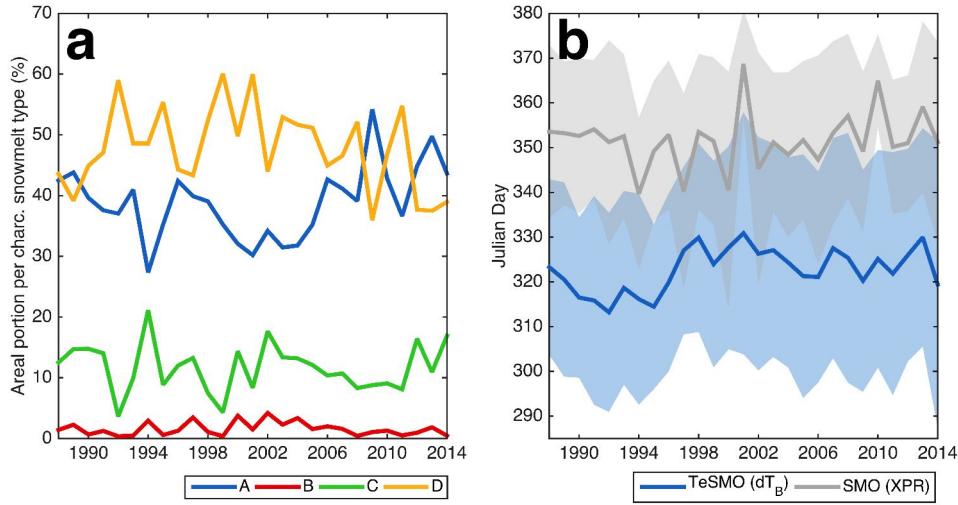 a
Areal portion per charc. snowmelt type (%)
70
60
50
40
30
20
10
0
1990 1994 1998 2002 2006 2010 2014
A B C D
b
Julian Day
380
370
360
350
340
330
320
310
300
290
1990 1994 1998 2002 2006 2010 2014
TeSMO (dT_B) SMO (XPR)